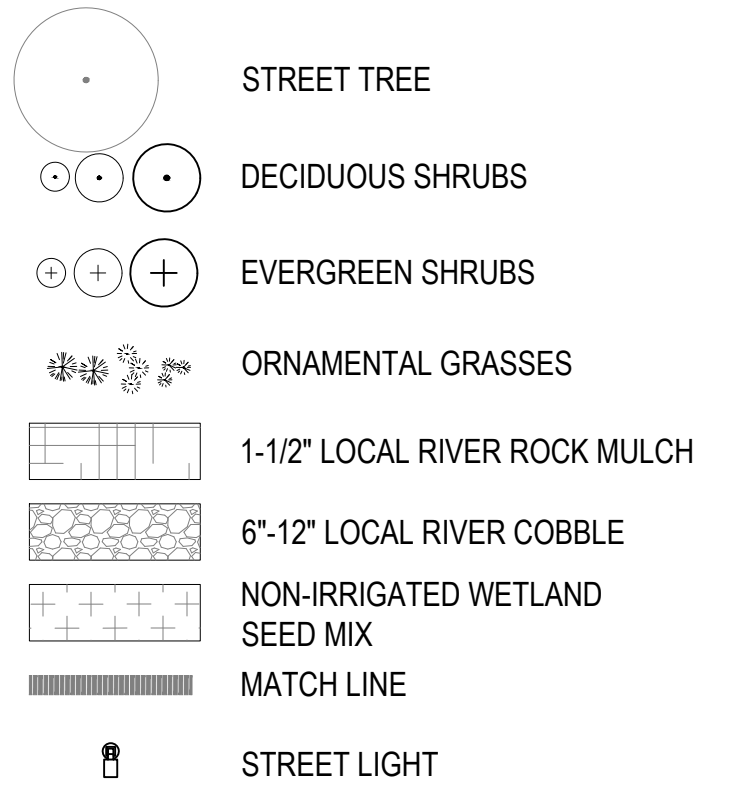 STREET TREE
DECIDUOUS SHRUBS
EVERGREEN SHRUBS
ORNAMENTAL GRASSES
1-1/2" LOCAL RIVER ROCK MULCH
6"-12" LOCAL RIVER COBBLE
NON-IRRIGATED WETLAND
SEED MIX
MATCH LINE
STREET LIGHT